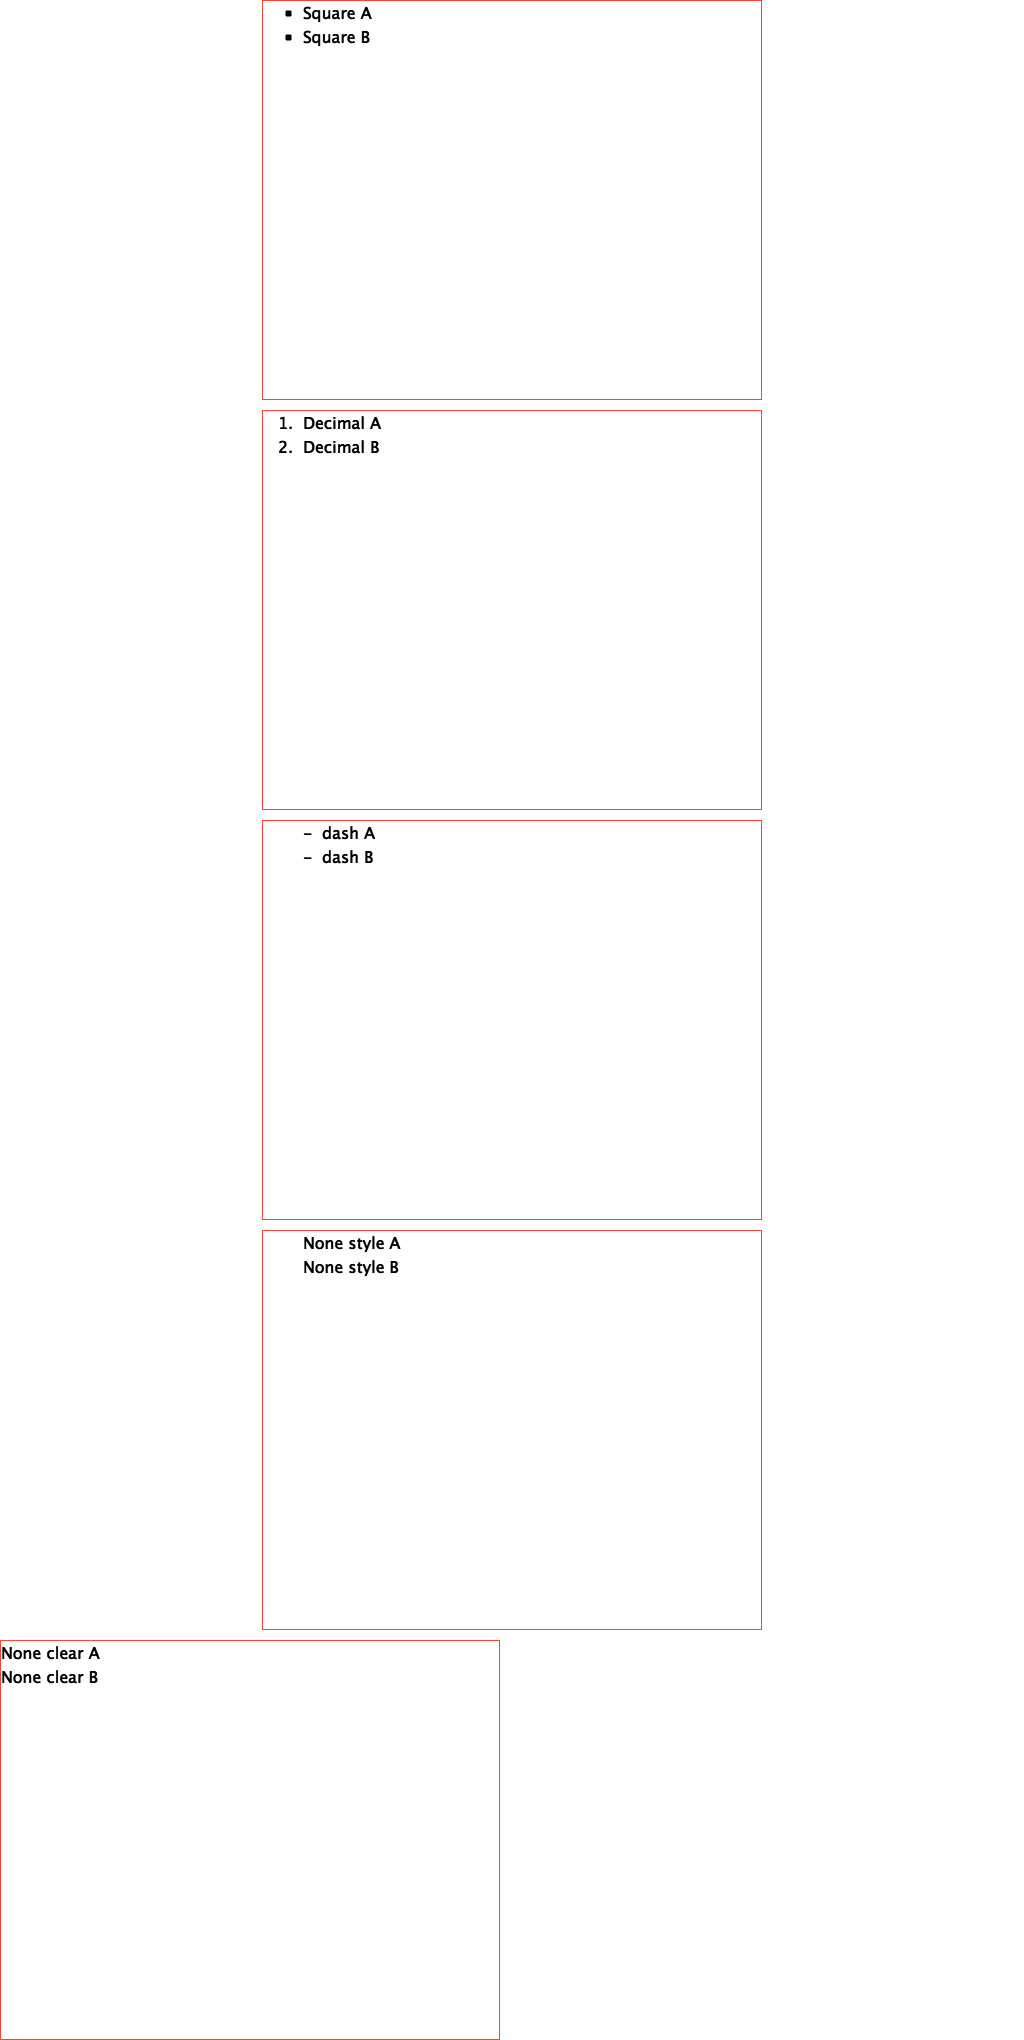 ▪ Square A
▪ Square B
1. Decimal A
2. Decimal B
– dash A
– dash B
None style A
None style B
None clear A
None clear B